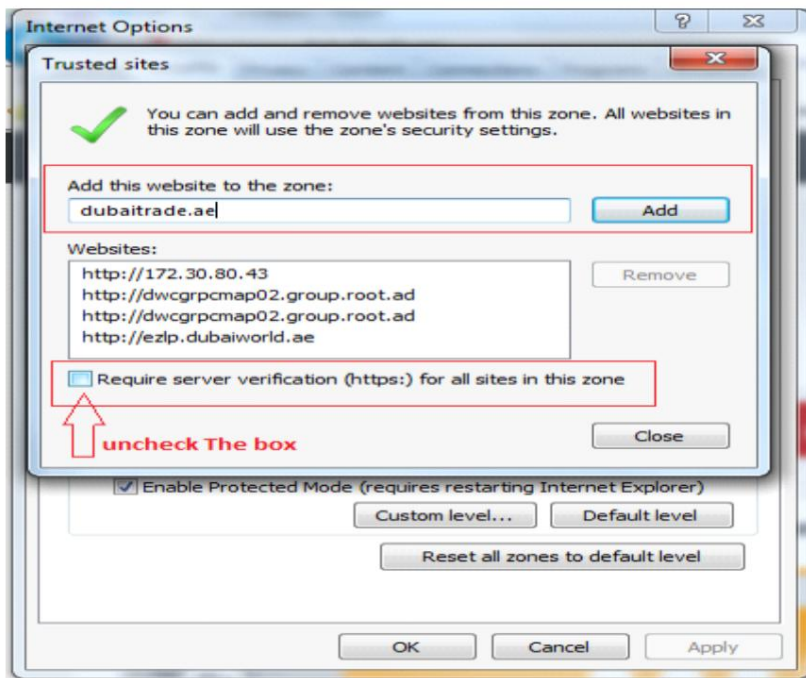 Internet Options
Trusted sites
You can add and remove websites from this zone. All websites in
this zone will use the zone's security settings.
Add this website to the zone:
dubaitrade.ae
Add
Websites:
http://172.30.80.43
http://dwcgrpcmap02.group.root.ad
http://dwcgrpcmap02.group.root.ad
http://ezlp.dubaiworld.ae
Remove
Require server verification (https:) for all sites in this zone
uncheck The box
Close
Enable Protected Mode (requires restarting Internet Explorer)
Custom level...
Default level
Reset all zones to default level
OK
Cancel
Apply